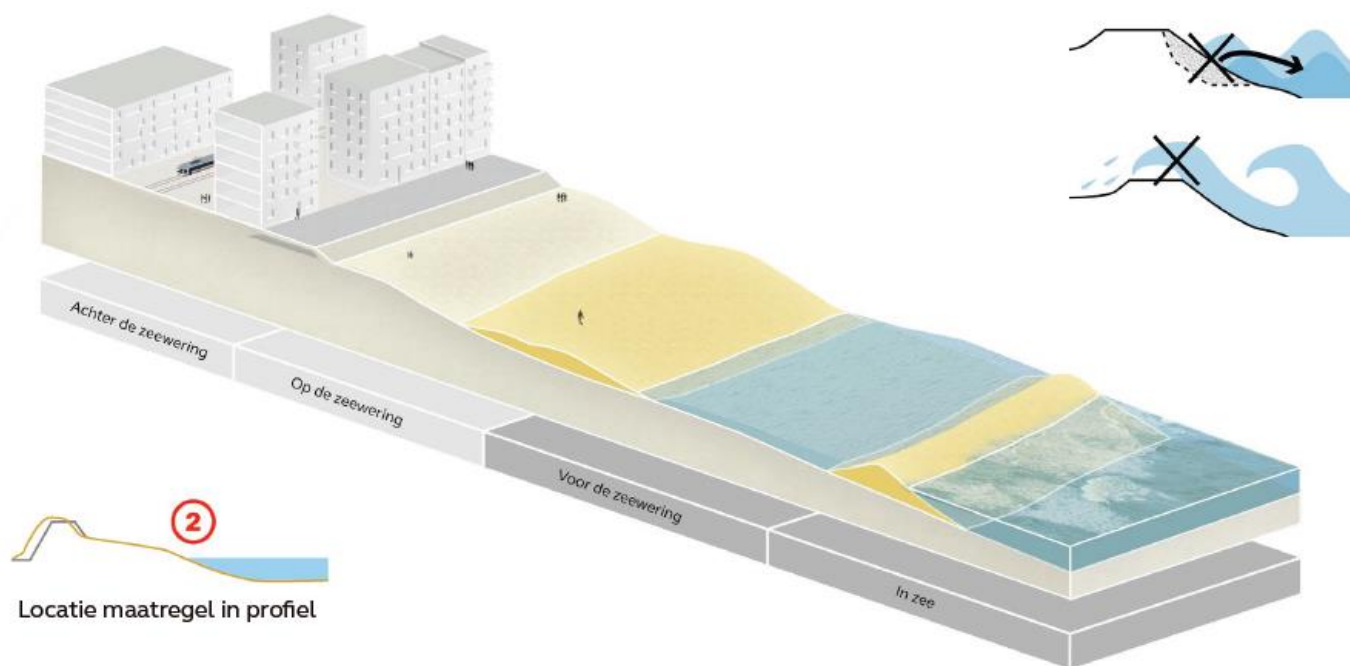 Achter de zeewering
Op de zeewering
Voor de zeewering
In zee
2
Locatie maatregel in profiel